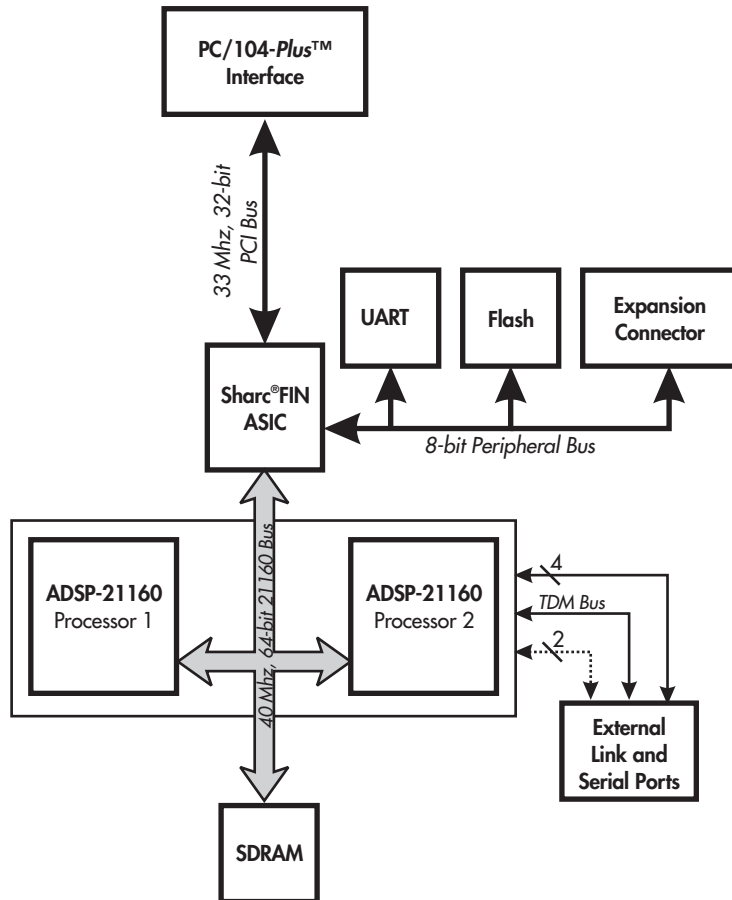 PC/104-Plus™
Interface
33 Mhz, 32-bit
PCI Bus
UART
Flash
Expansion
Connector
Sharc®FIN
ASIC
8-bit Peripheral Bus
40 Mhz, 64-bit 21160 Bus
ADSP-21160
Processor 1
ADSP-21160
Processor 2
4
TDM Bus
2
External
Link and
Serial Ports
SDRAM